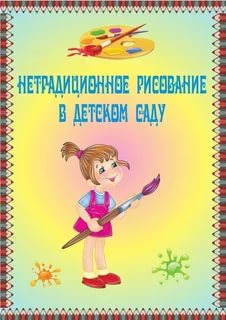 НЕТРАДИЦИОННОЕ РИСОВАНИЕ
В ДЕТСКОМ САДУ